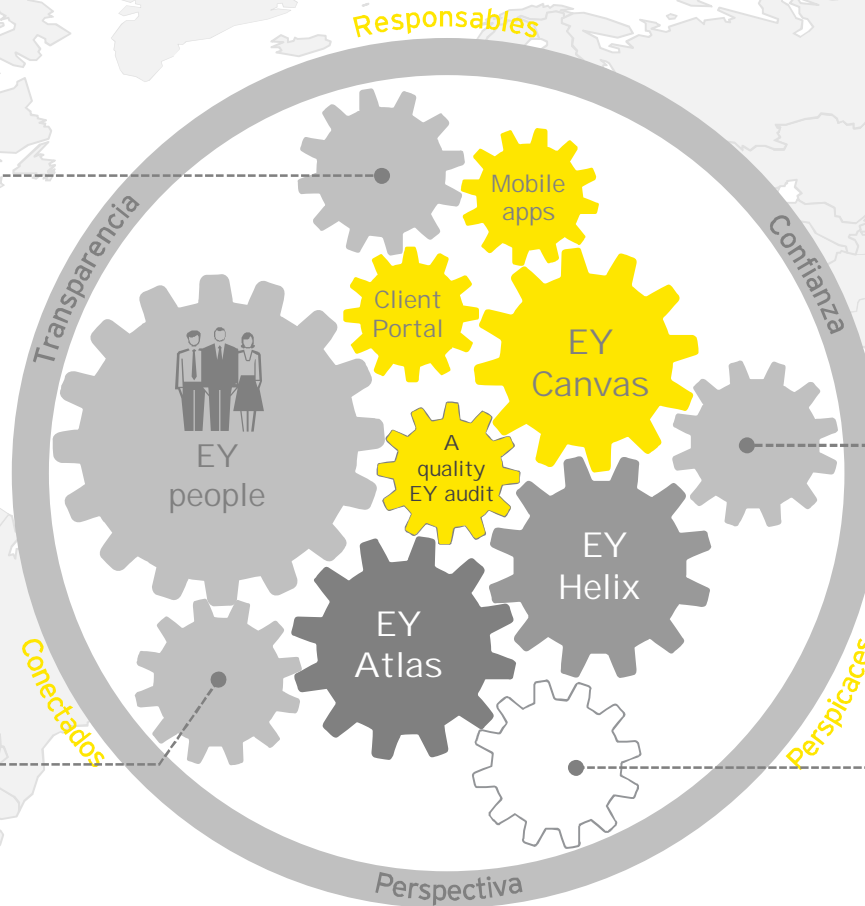 Responsables
Transparencia
Confianza
Mobile
apps
Client
Portal
EY
Canvas
EY
people
A
quality
EY audit
EY
Helix
EY
Atlas
Conectados
Perspicaces
Perspectiva